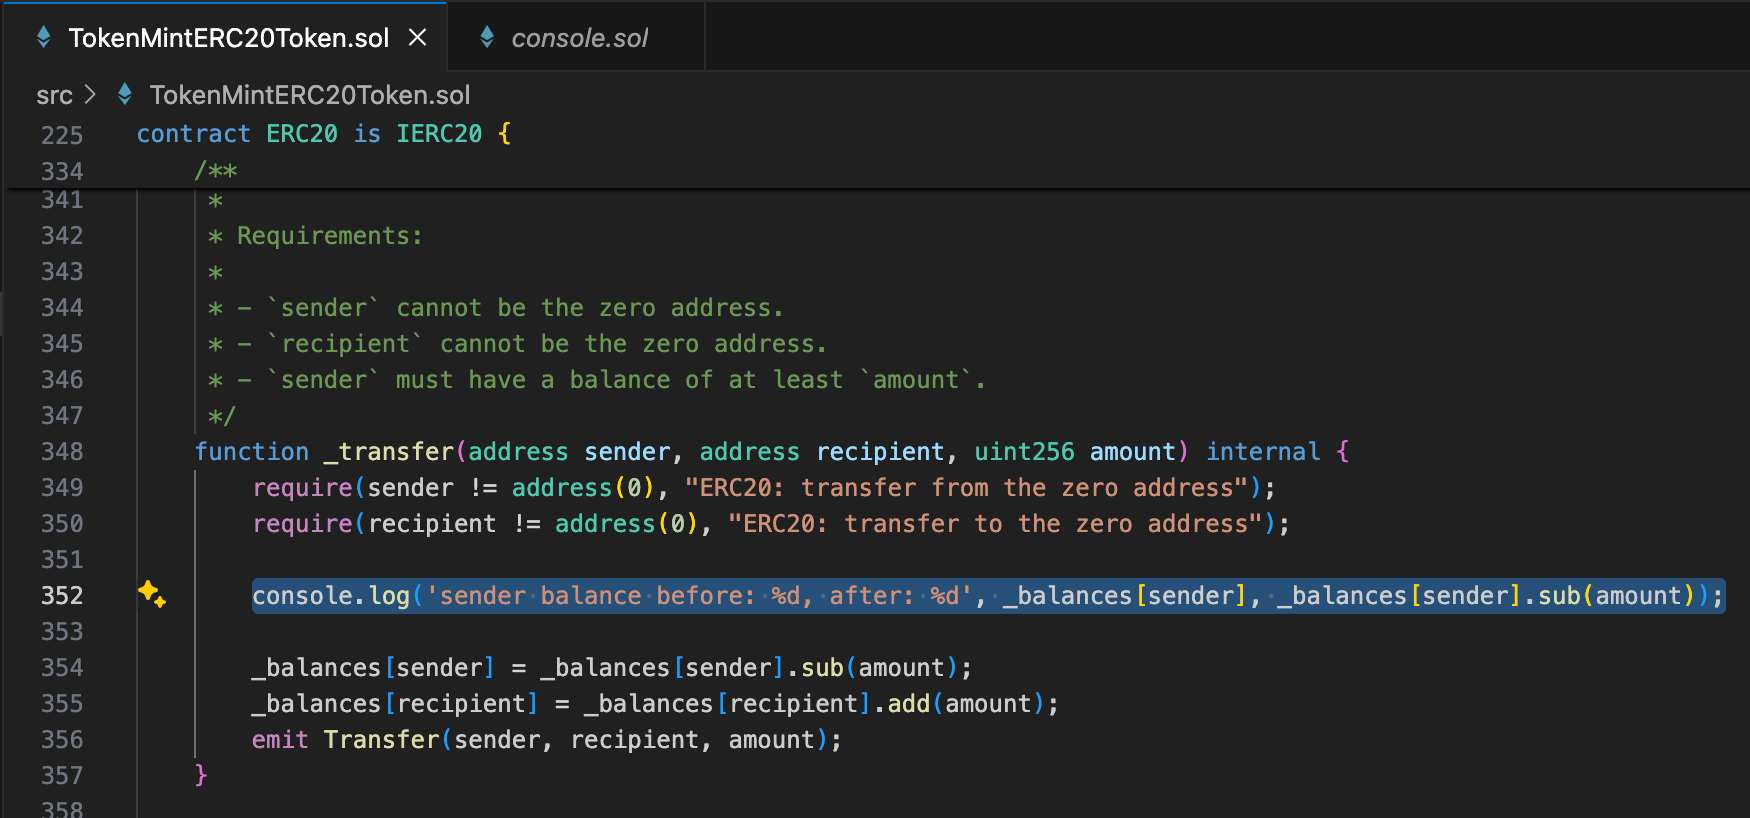 TokenMintERC20Token.sol
console.sol
src > TokenMintERC20Token.sol
225 contract ERC20 is IERC20 {
334 /**
341 *
342 * Requirements:
343 *
344 * - `sender` cannot be the zero address.
345 * - `recipient` cannot be the zero address.
346 * - `sender` must have a balance of at least `amount`.
347 */
348 function _transfer(address sender, address recipient, uint256 amount) internal {
349 require(sender != address(0), "ERC20: transfer from the zero address");
350 require(recipient != address(0), "ERC20: transfer to the zero address");
351
352 console.log('sender balance before: %d, after: %d', _balances[sender], _balances[sender].sub(amount));
353
354 _balances[sender] = _balances[sender].sub(amount);
355 _balances[recipient] = _balances[recipient].add(amount);
356 emit Transfer(sender, recipient, amount);
357 }
358